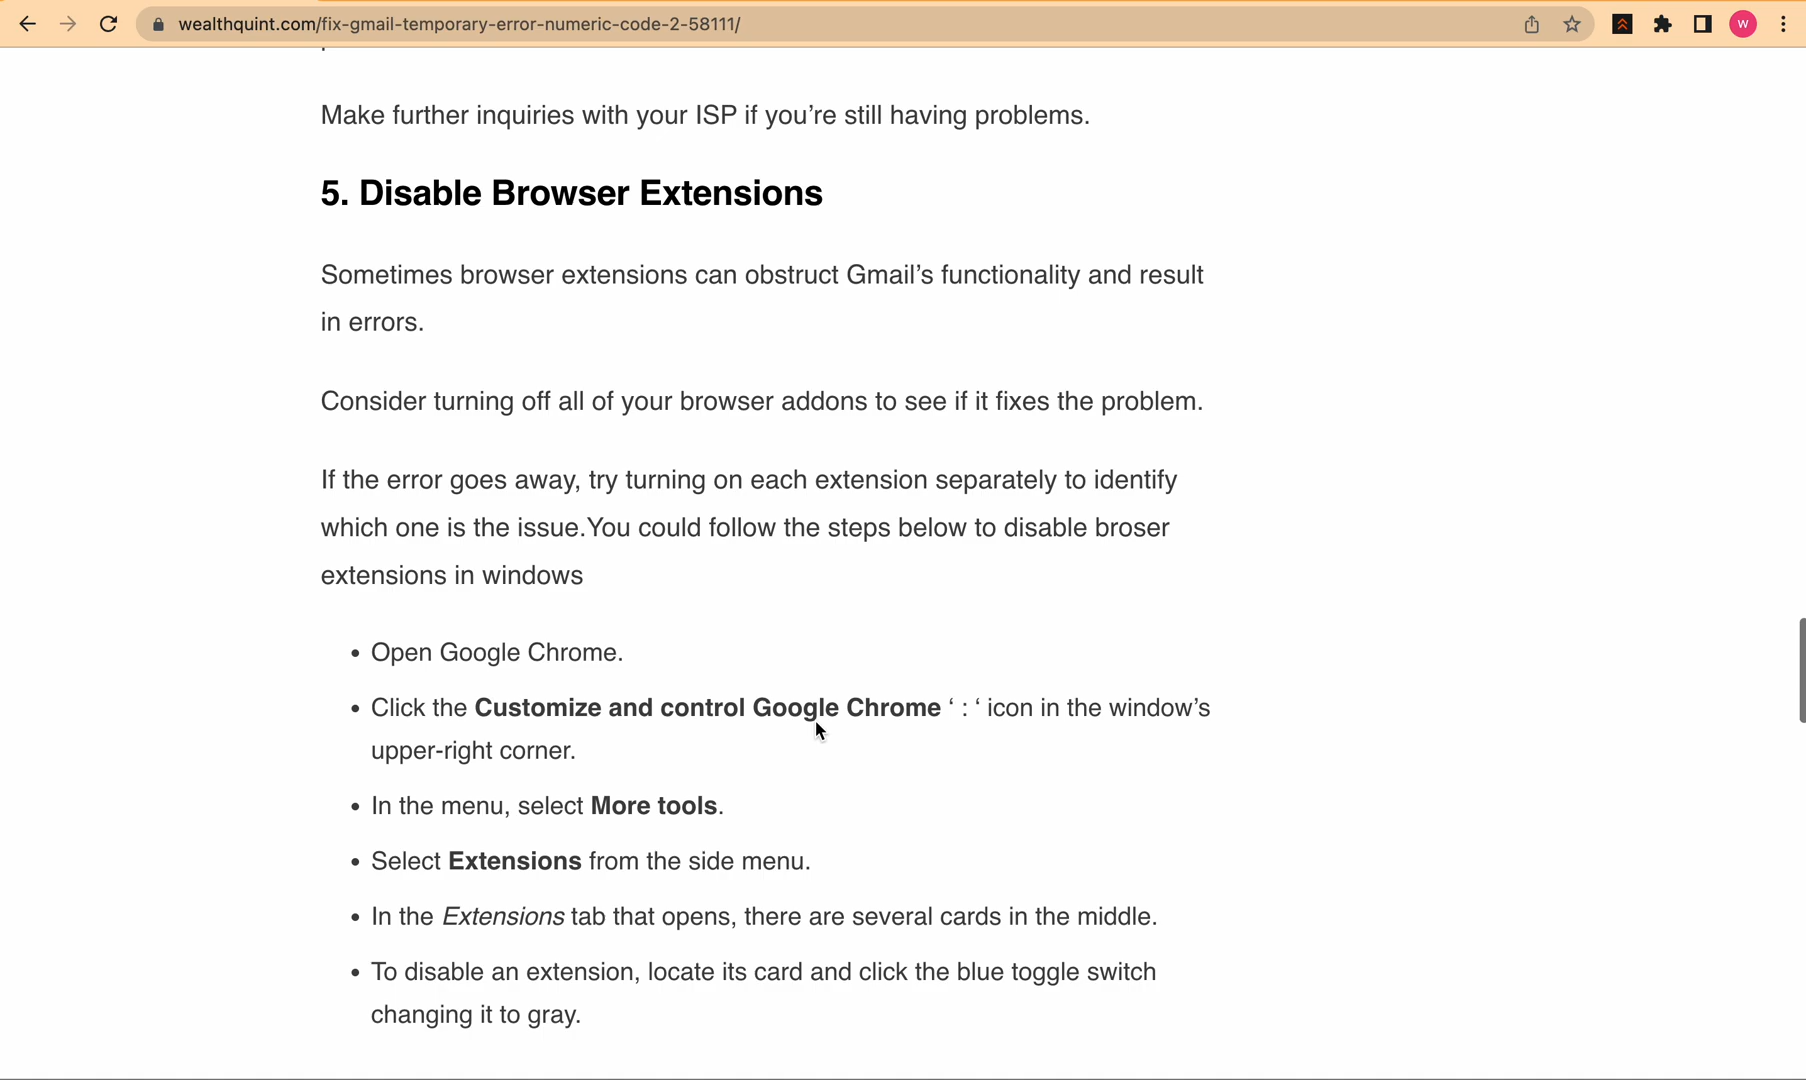 wealthquint.com/fix-gmail-temporary-error-numeric-code-2-58111/
W
Make further inquiries with your ISP if you’re still having problems.
5. Disable Browser Extensions
Sometimes browser extensions can obstruct Gmail’s functionality and result
in errors.
Consider turning off all of your browser addons to see if it fixes the problem.
If the error goes away, try turning on each extension separately to identify
which one is the issue.You could follow the steps below to disable broser
extensions in windows
• Open Google Chrome.
• Click the Customize and control Google Chrome ‘ : ‘ icon in the window’s
upper-right corner.
• In the menu, select More tools.
• Select Extensions from the side menu.
• In the Extensions tab that opens, there are several cards in the middle.
• To disable an extension, locate its card and click the blue toggle switch
changing it to gray.